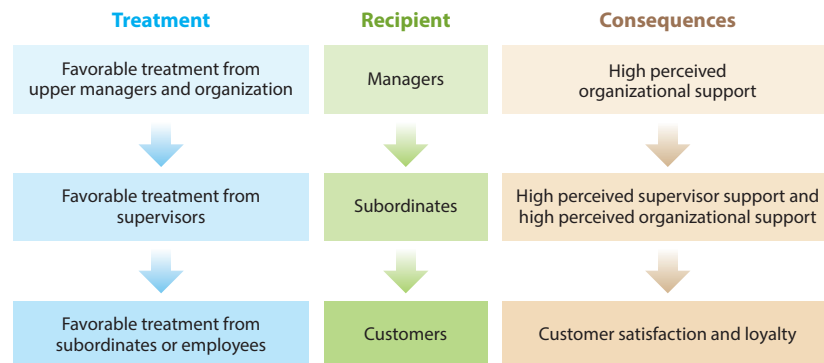 Treatment
Recipient
Consequences
Favorable treatment from
upper managers and organization
Managers
High perceived
organizational support
Favorable treatment from
supervisors
Subordinates
High perceived supervisor support and
high perceived organizational support
Favorable treatment from
subordinates or employees
Customers
Customer satisfaction and loyalty